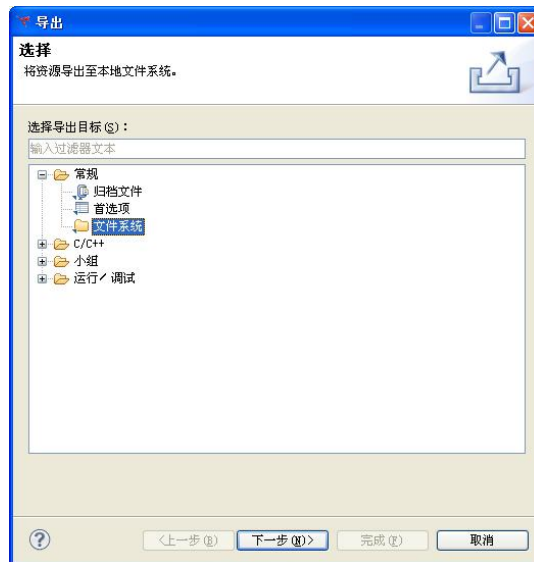 导出
选择
将资源导出至本地文件系统。
选择导出目标(S):
输入过滤器文本
常规
归档文件
首选项
文件系统
C/C++
小组
运行/调试
<上一步(B) 下一步(N)> 完成(F) 取消